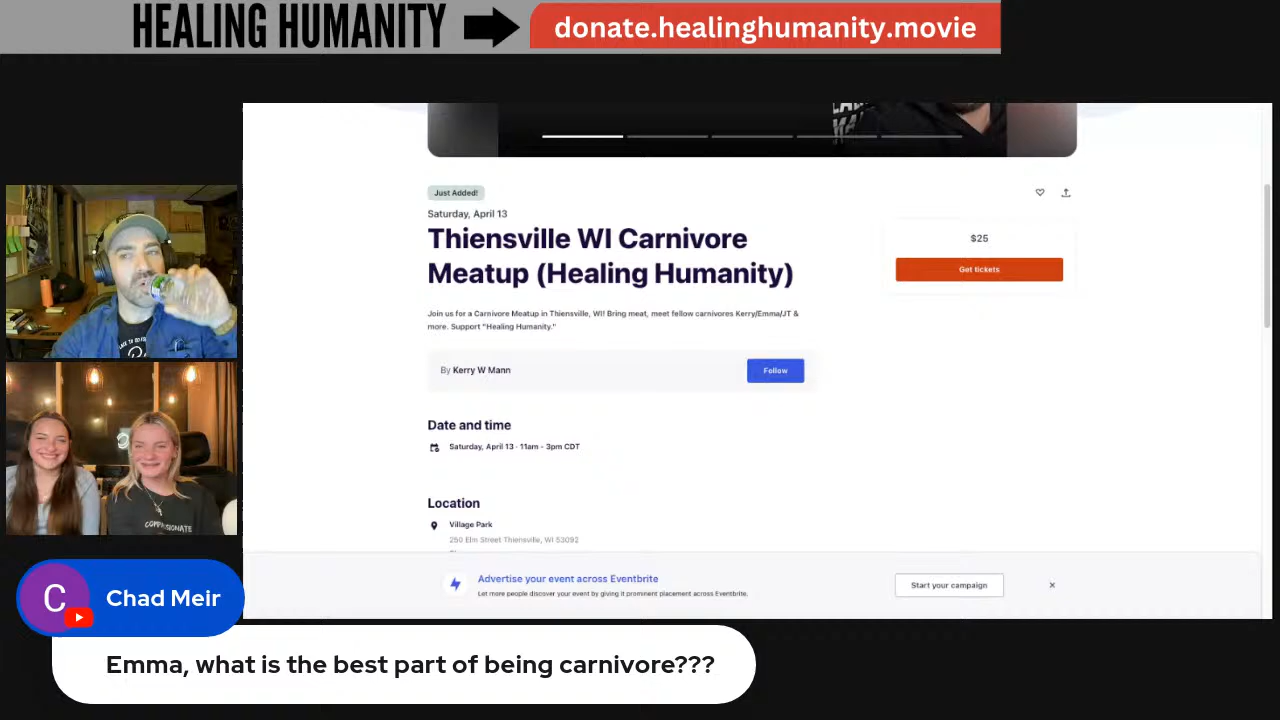 HEALING HUMANITY
donate.healinghumanity.movie
Just Added!
Saturday, April 13
Thiensville WI Carnivore
Meatup (Healing Humanity)
$25
Get tickets
Join us for a Carnivore Meatup in Thiensville, WI! Bring meat, meet fellow carnivores Kerry/Emma/JT &
more. Support "Healing Humanity."
By Kerry W Mann
Follow
Date and time
Saturday, April 13 · 11am - 3pm CDT
Location
Village Park
250 Elm Street Thiensville, WI 53092
COMPASSIONATE
Advertise your event across Eventbrite
Let more people discover your event by giving it prominent placement across Eventbrite.
Start your campaign
C
Chad Meir
Emma, what is the best part of being carnivore???